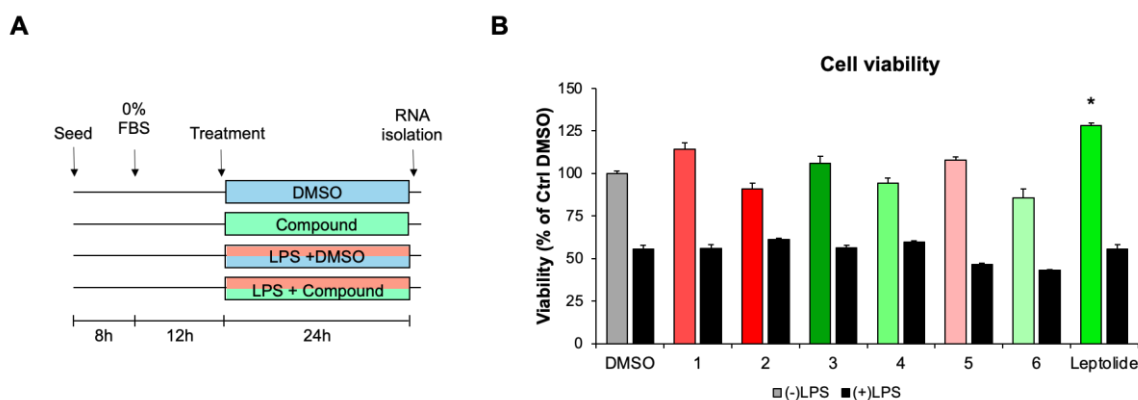 A
0%
FBS
Seed
Treatment
RNA
isolation
DMSO
Compound
LPS +DMSO
LPS + Compound
8h
12h
24h
B
Cell viability
Viability (% of Ctrl DMSO)
150
125
100
75
50
25
0
*
DMSO 1 2 3 4 5 6 Leptolide
(-)LPS (+)LPS